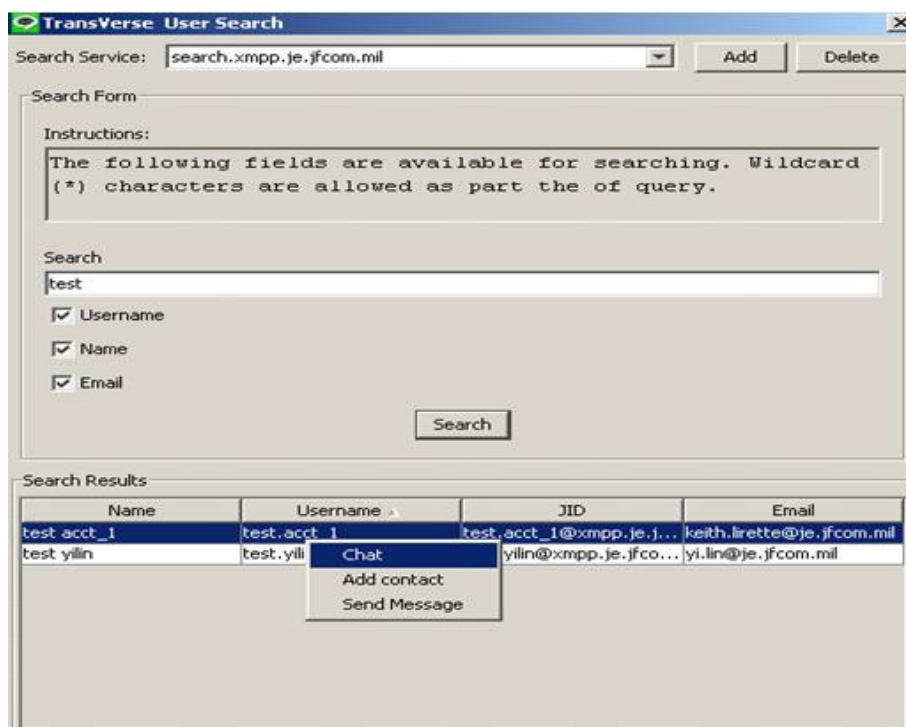 TransVerse User Search
Search Service: search.xmpp.je.jfcom.mil Add Delete
Search Form
Instructions:
The following fields are available for searching. Wildcard
(*) characters are allowed as part the of query.
Search
test
Username
Name
Email
Search
Search Results
Name Username JID Email
test acct_1 test.acct_1 test.acct_1@xmpp.je.j... keith.lirette@je.jfcom.mil
test yilin test.yili yilin@xmpp.je.jfco... yi.lin@je.jfcom.mil
Chat
Add contact
Send Message